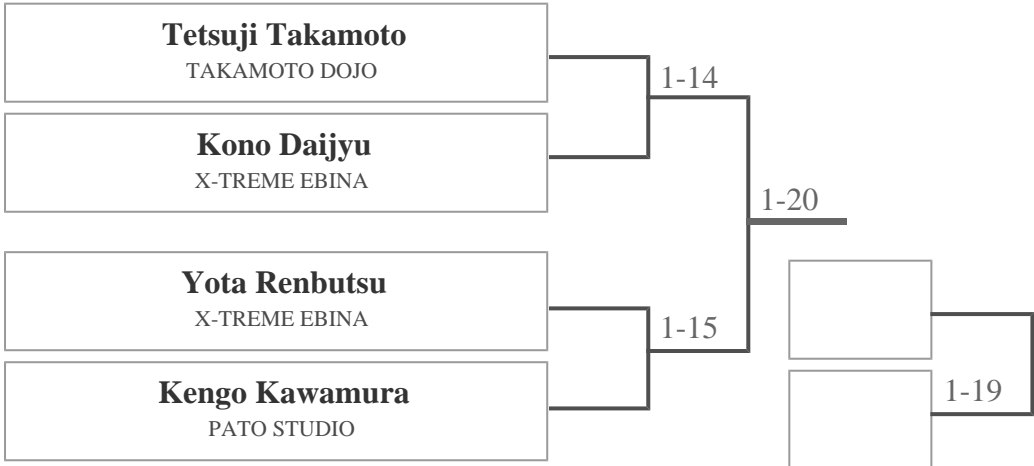 Tetsuji Takamoto
TAKAMOTO DOJO
1-14
Kono Daijyu
X-TREME EBINA
1-20
Yota Renbutsu
X-TREME EBINA
1-15
Kengo Kawamura
PATO STUDIO
1-19